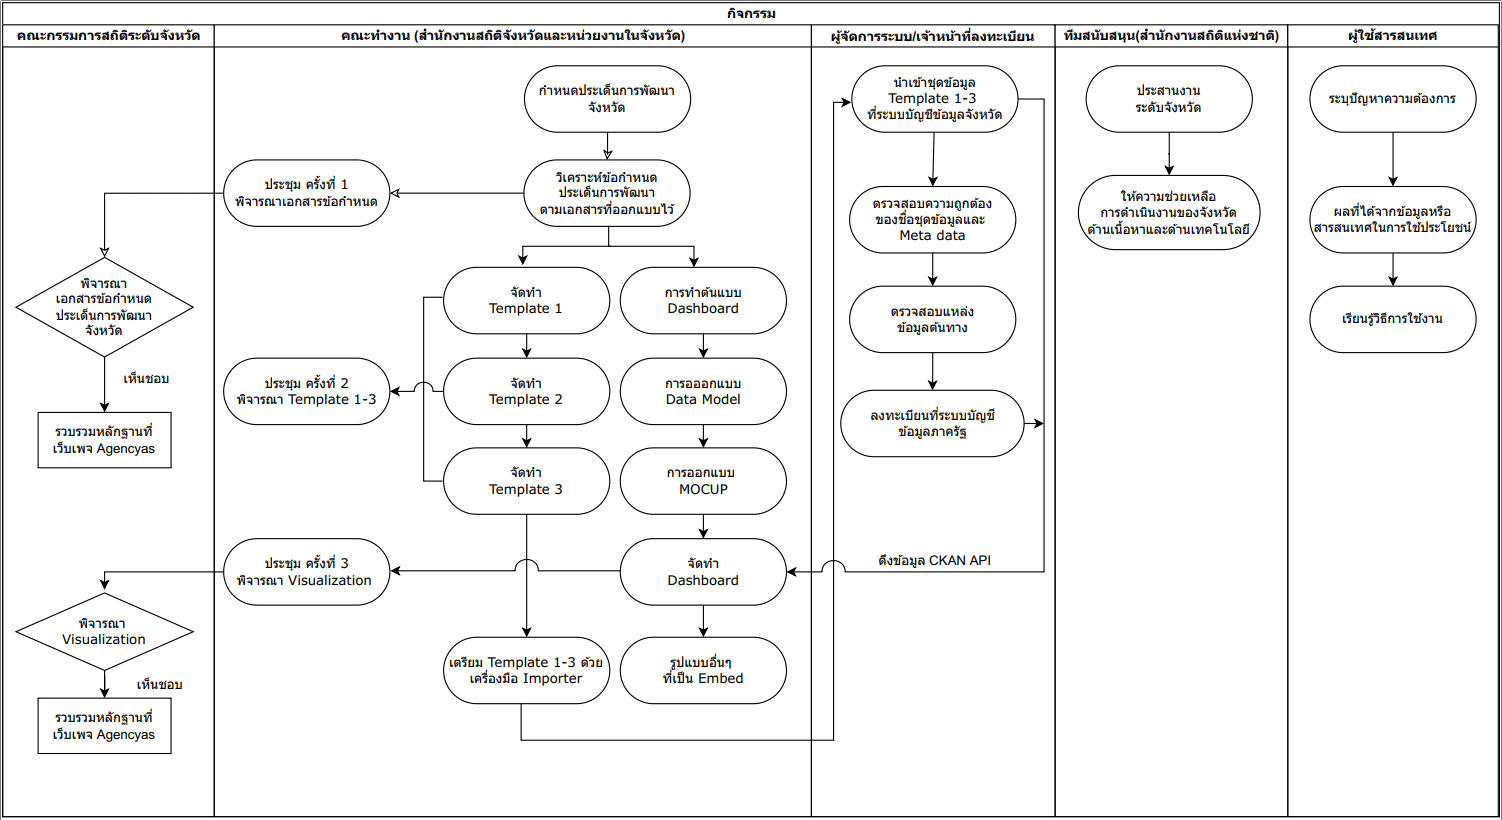 กิจกรรม
คณะกรรมการสถิติระดับจังหวัด
คณะทำงาน (สำนักงานสถิติจังหวัดและหน่วยงานในจังหวัด)
ผู้จัดการระบบ/เจ้าหน้าที่ลงทะเบียน
ทีมสนับสนุน(สำนักงานสถิติแห่งชาติ)
ผู้ใช้สารสนเทศ
พิจารณา
เอกสารข้อกำหนด
ประเด็นการพัฒนา
จังหวัด
เห็นชอบ
รวบรวมหลักฐานที่
เว็บเพจ Agencyas
พิจารณา
Visualization
เห็นชอบ
รวบรวมหลักฐานที่
เว็บเพจ Agencyas
กำหนดประเด็นการพัฒนา
จังหวัด
วิเคราะห์ข้อกำหนด
ประเด็นการพัฒนา
ตามเอกสารที่ออกแบบไว้
ประชุม ครั้งที่ 1
พิจารณาเอกสารข้อกำหนด
จัดทำ
Template 1
การทำต้นแบบ
Dashboard
ประชุม ครั้งที่ 2
พิจารณา Template 1-3
จัดทำ
Template 2
การอออกแบบ
Data Model
จัดทำ
Template 3
การออกแบบ
MOCUP
ประชุม ครั้งที่ 3
พิจารณา Visualization
จัดทำ
Dashboard
เตรียม Template 1-3 ด้วย
เครื่องมือ Importer
รูปแบบอื่นๆ
ที่เป็น Embed
นำเข้าชุดข้อมูล
Template 1-3
ที่ระบบบัญชีข้อมูลจังหวัด
ตรวจสอบความถูกต้อง
ของชื่อชุดข้อมูลและ
Meta data
ตรวจสอบแหล่ง
ข้อมูลต้นทาง
ลงทะเบียนที่ระบบบัญชี
ข้อมูลภาครัฐ
ดึงข้อมูล CKAN API
ประสานงาน
ระดับจังหวัด
ให้ความช่วยเหลือ
การดำเนินงานของจังหวัด
ด้านเนื้อหาและด้านเทคโนโลยี
ระบุปัญหาความต้องการ
ผลที่ได้จากข้อมูลหรือ
สารสนเทศในการใช้ประโยชน์
เรียนรู้วิธีการใช้งาน